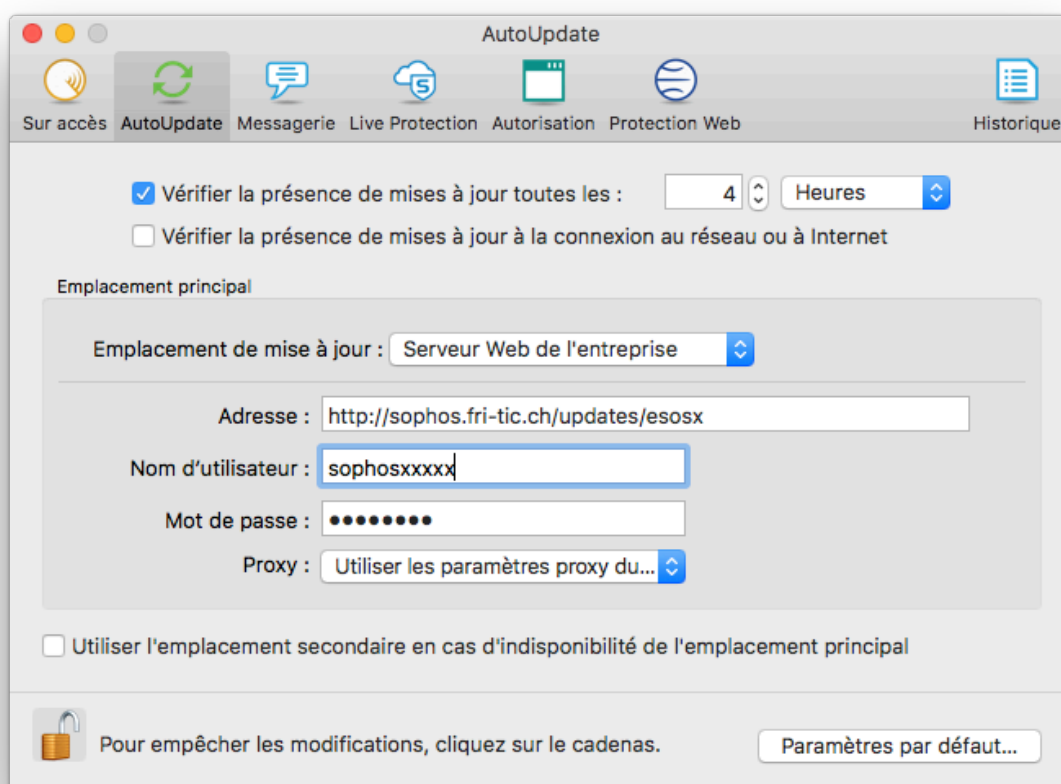 AutoUpdate
Sur accès AutoUpdate Messagerie Live Protection Autorisation Protection Web Historique
Vérifier la présence de mises à jour toutes les : 4 Heures
Vérifier la présence de mises à jour à la connexion au réseau ou à Internet
Emplacement principal
Emplacement de mise à jour : Serveur Web de l'entreprise
Adresse : http://sophos.fri-tic.ch/updates/esosx
Nom d'utilisateur : sophosxxxxx
Mot de passe : ••••••••
Proxy : Utiliser les paramètres proxy du...
Utiliser l'emplacement secondaire en cas d'indisponibilité de l'emplacement principal
Pour empêcher les modifications, cliquez sur le cadenas. Paramètres par défaut...